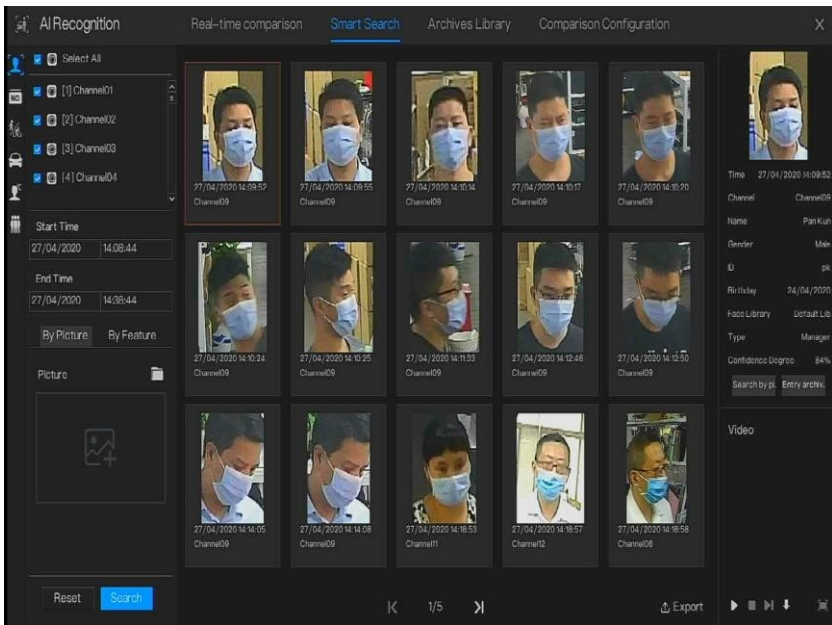 AI Recognition
Real-time comparison
Smart Search
Archives Library
Comparison Configuration
X
Select All
[1] Channel01
[2] Channel02
[3] Channel03
[4] Channel04
NO.
Start Time
27/04/2020 14:08:44
End Time
27/04/2020 14:38:44
By Picture By Feature
Picture
Reset Search
27/04/2020 14:09:52
Channel09
27/04/2020 14:09:55
Channel09
27/04/2020 14:10:14
Channel09
27/04/2020 14:10:17
Channel09
27/04/2020 14:10:20
Channel09
27/04/2020 14:10:24
Channel09
27/04/2020 14:10:25
Channel09
27/04/2020 14:11:33
Channel09
27/04/2020 14:12:46
Channel09
27/04/2020 14:12:50
Channel09
27/04/2020 14:14:05
Channel09
27/04/2020 14:14:06
Channel09
27/04/2020 14:18:53
Channel11
27/04/2020 14:18:57
Channel12
27/04/2020 14:18:58
Channel06
1/5
Export
Time 27/04/2020 14:09:52
Channel Channel09
Name Pan Kun
Gender Male
ID pk
Birthday 24/04/2020
Face Library Default Lib
Type Manager
Confidence Degree 84%
Search by pi. Entry archiv.
Video